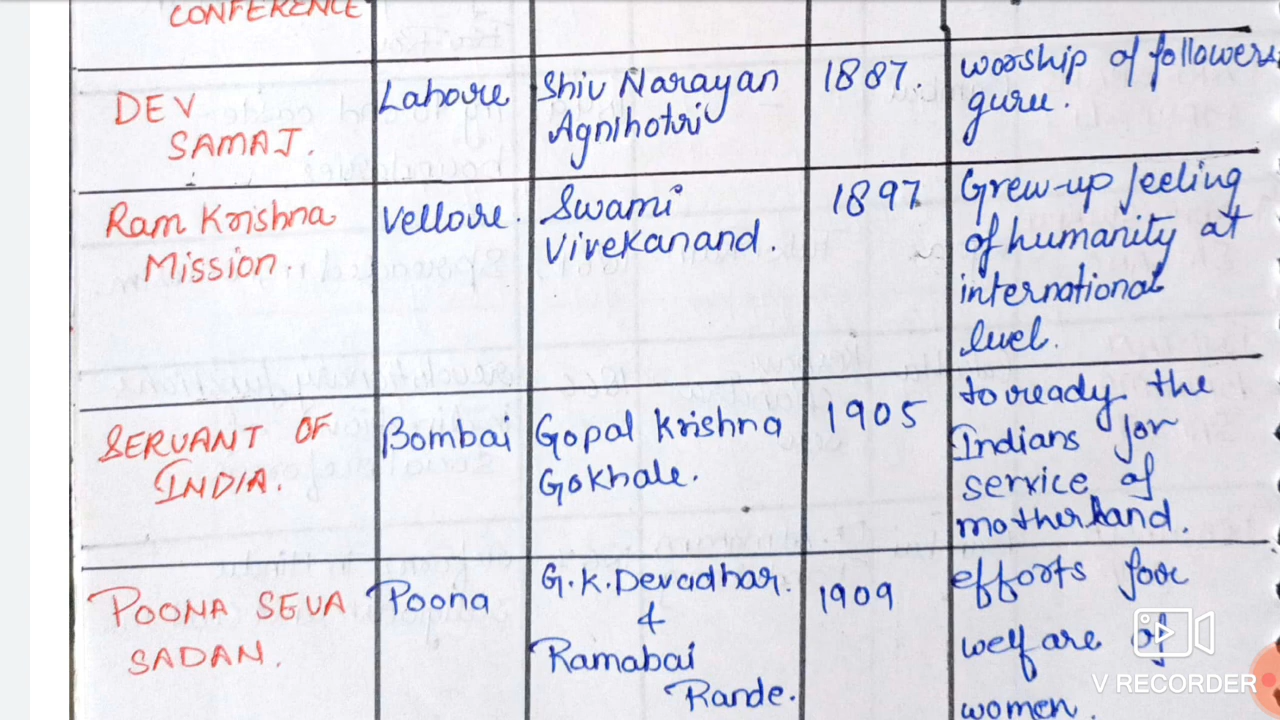 CONFERENCE
DEV
SAMAJ.
Lahore
Shiv Narayan
Agnihotri
1887.
worship of followers
guru.
Ram Krishna
Mission.
Vellore.
Swami
Vivekanand.
1897
Grew-up feeling
of humanity at
international
level.
SERVANT OF
INDIA.
Bombai
Gopal Krishna
Gokhale.
1905
to ready the
Indians for
service of
motherland.
POONA SEVA
SADAN.
Poona
G.K. Devadhar.
&
Ramabai
Rande.
1909
efforts for
welfare of
women.
V RECORDER